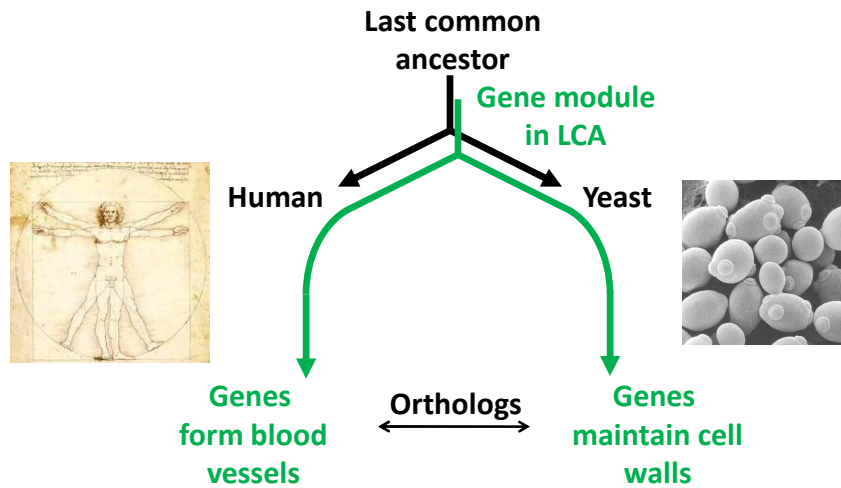 Last common
ancestor
Gene module
in LCA
Human
Yeast
Genes
form blood
vessels
Orthologs
Genes
maintain cell
walls